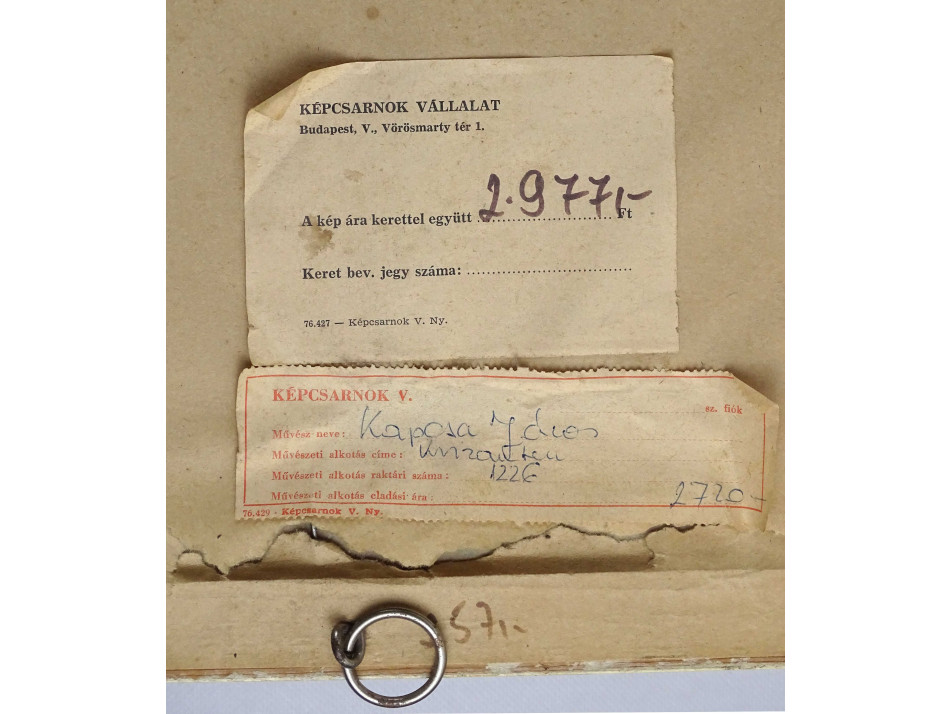 KÉPCSARNOK VÁLLALAT
Budapest, V., Vörösmarty tér 1.
A kép ára kerettel együtt 2.977,- Ft
Keret bev. jegy száma:
76.427 — Képcsarnok V. Ny.
KÉPCSARNOK V.
sz. fiók
Művész neve: Kaposa János
Művészeti alkotás címe:
Művészeti alkotás raktári száma: 1226
Művészeti alkotás eladási ára: 2720-
76.429 - Képcsarnok V. Ny.
57,-